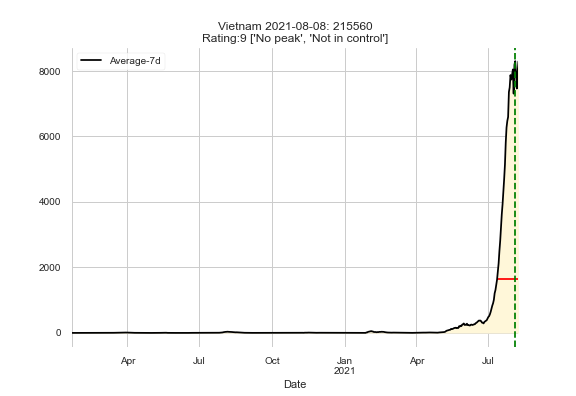 Vietnam 2021-08-08: 215560
Rating:9 ['No peak', 'Not in control']
Average-7d
8000
6000
4000
2000
0
Apr Jul Oct Jan Apr Jul
2021
Date